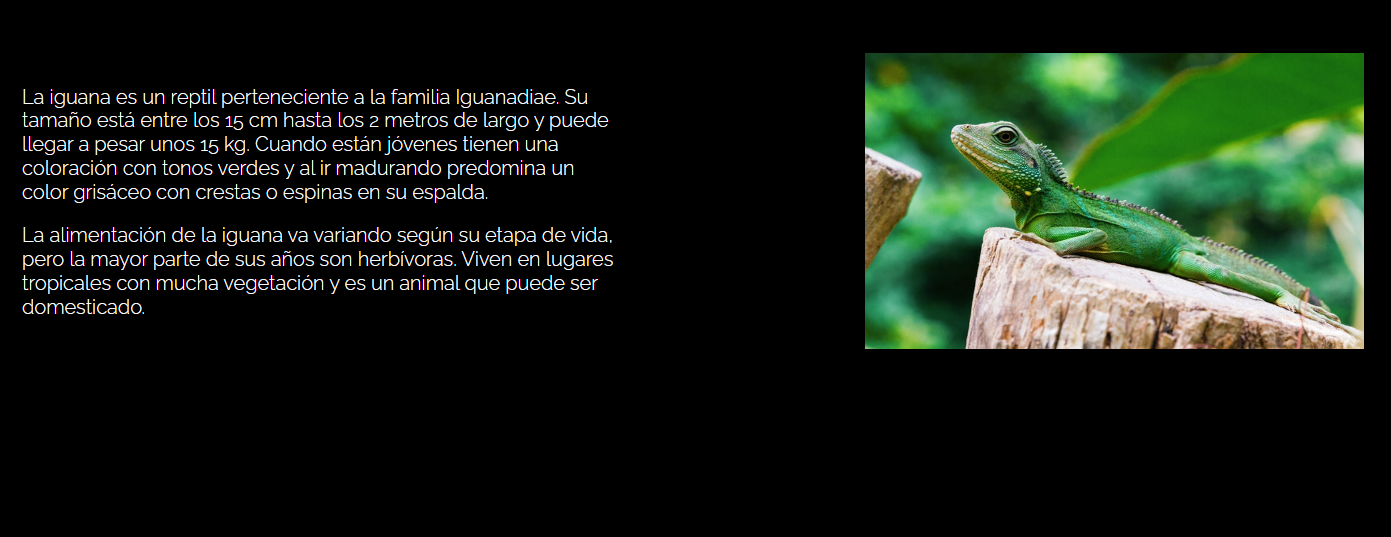 La iguana es un reptil perteneciente a la familia Iguanadiae. Su
tamaño está entre los 15 cm hasta los 2 metros de largo y puede
llegar a pesar unos 15 kg. Cuando están jóvenes tienen una
coloración con tonos verdes y al ir madurando predomina un
color grisáceo con crestas o espinas en su espalda.
La alimentación de la iguana va variando según su etapa de vida,
pero la mayor parte de sus años son herbívoras. Viven en lugares
tropicales con mucha vegetación y es un animal que puede ser
domesticado.